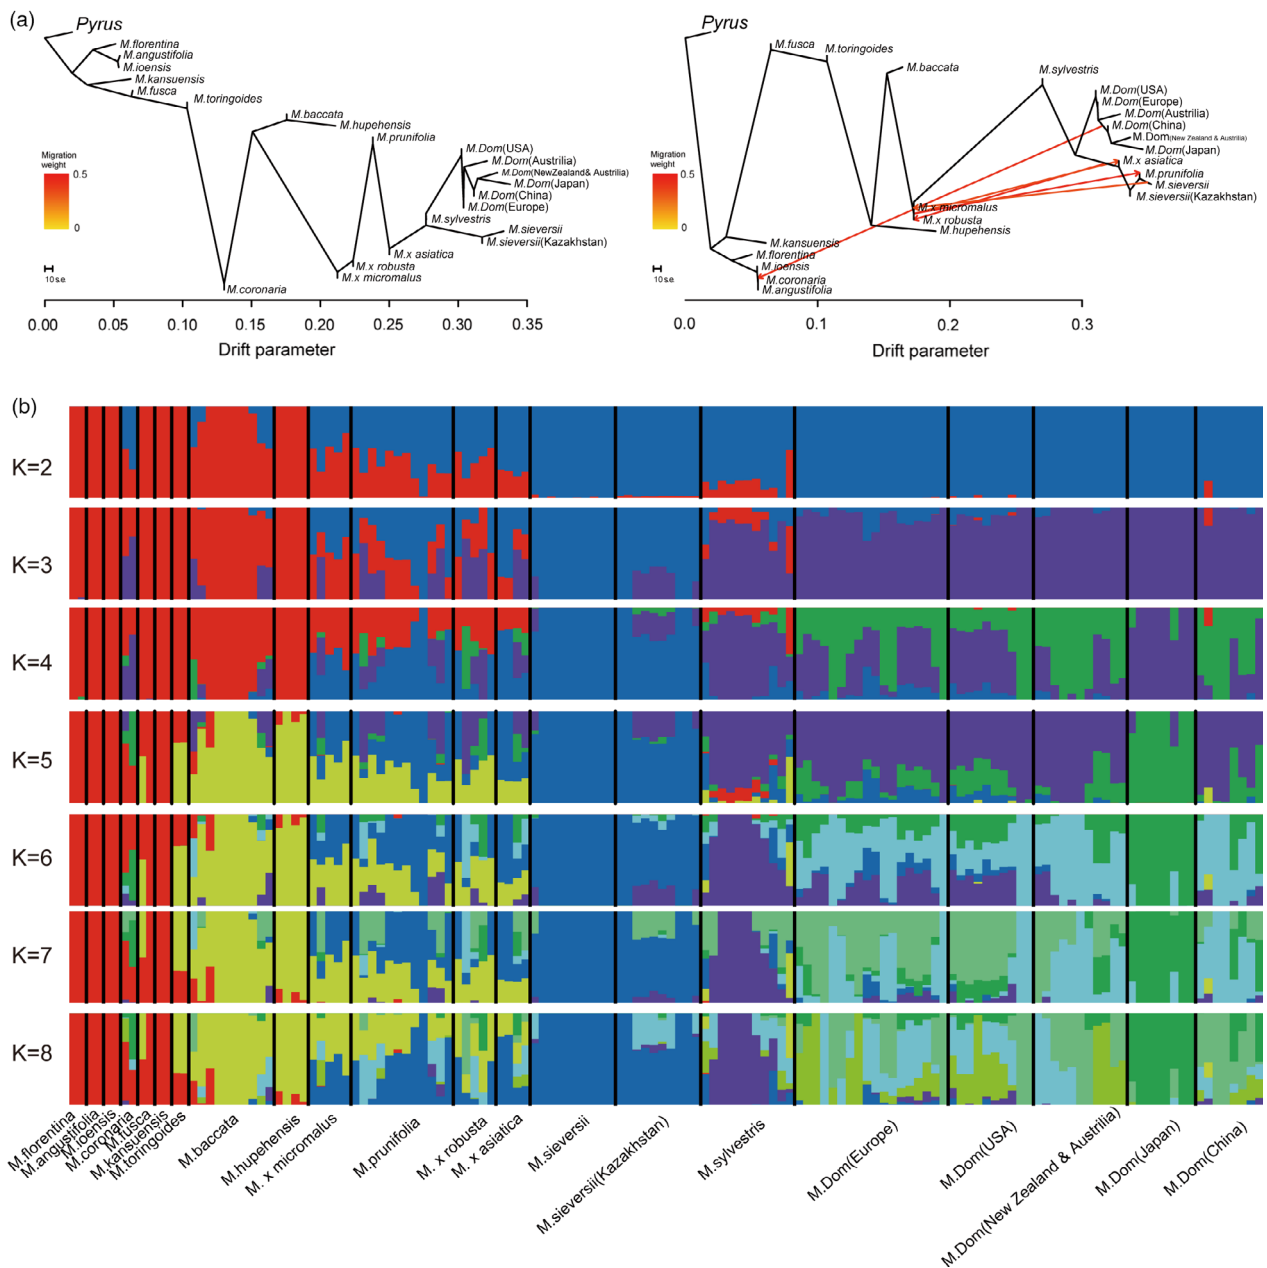 (a)
Pyrus
M.florentina
M.angustifolia
M.ioensis
M.kansuensis
M.fusca
M.toringoides
M.baccata
M.hupehensis
M.prunifolia
M.Dom(USA)
M.Dom(Austrilia)
M.Dom(NewZealand& Austrilia)
M.Dom(Japan)
M.Dom(China)
M.Dom(Europe)
M.sylvestris
M.sieversii
M.sieversii(Kazakhstan)
M.x asiatica
M.x robusta
M.x micromalus
M.coronaria
Migration
weight
0.5
0
10 s.e.
0.00 0.05 0.10 0.15 0.20 0.25 0.30 0.35
Drift parameter
Pyrus
M.fusca
M.toringoides
M.baccata
M.sylvestris
M.Dom(USA)
M.Dom(Europe)
M.Dom(Austrilia)
M.Dom(China)
M.Dom(New Zealand & Austrilia)
M.Dom(Japan)
M.x asiatica
M.prunifolia
M.sieversii
M.sieversii(Kazakhstan)
M.x micromalus
M.x robusta
M.hupehensis
M.kansuensis
M.florentina
M.ioensis
M.coronaria
M.angustifolia
Migration
weight
0.5
0
10 s.e.
0.0 0.1 0.2 0.3
Drift parameter
(b)
K=2
K=3
K=4
K=5
K=6
K=7
K=8
M.florentina
M.angustifolia
M.ioensis
M.coronaria
M.fusca
M.kansuensis
M.toringoides
M.baccata
M.hupehensis
M. x micromalus
M.prunifolia
M. x robusta
M. x asiatica
M.sieversii
M.sieversii(Kazakhstan)
M.sylvestris
M.Dom(Europe)
M.Dom(USA)
M.Dom(New Zealand & Austrilia)
M.Dom(Japan)
M.Dom(China)